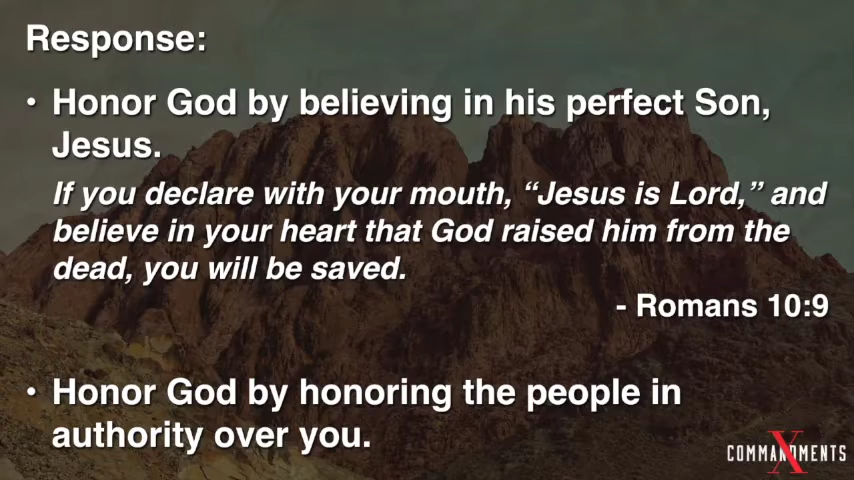 Response:
• Honor God by believing in his perfect Son,
Jesus.
If you declare with your mouth, “Jesus is Lord,” and
believe in your heart that God raised him from the
dead, you will be saved.
- Romans 10:9
• Honor God by honoring the people in
authority over you.
X
COMMANDMENTS